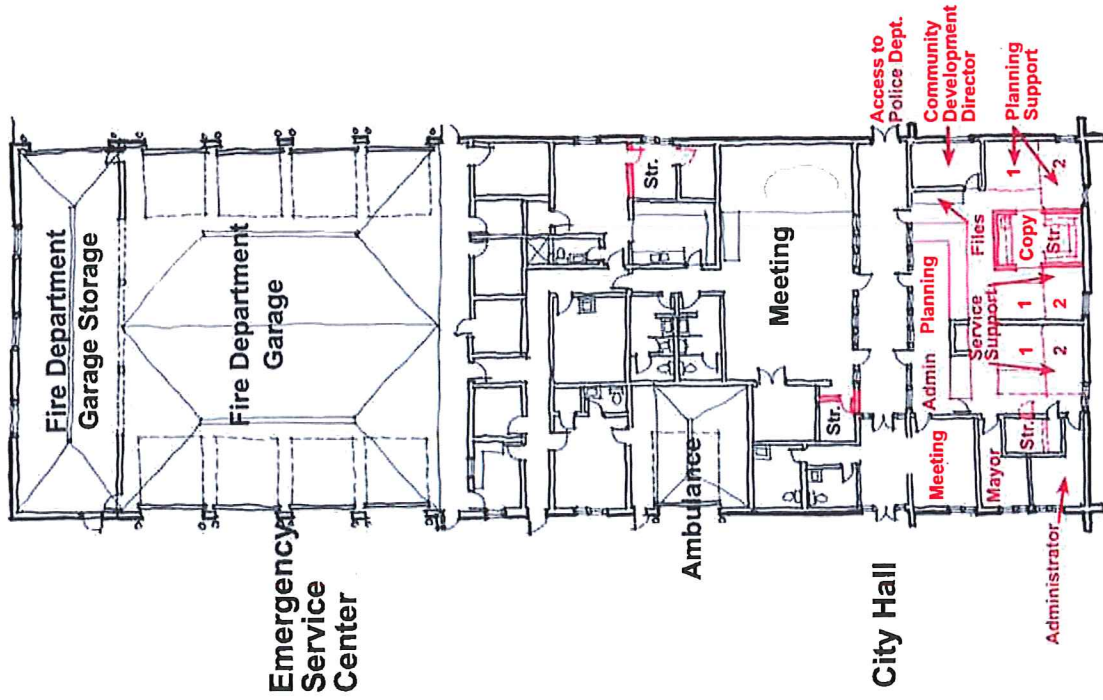 Fire Department
Garage Storage
Fire Department
Garage
Emergency
Service
Center
Str.
Meeting
Ambulance
Str.
City Hall
Access to
Police Dept.
Community
Development
Director
Planning
Support
Admin
Planning
Files
1
2
Copy
Str.
Service
Support
1
2
1
2
Meeting
Mayor
Str.
Administrator